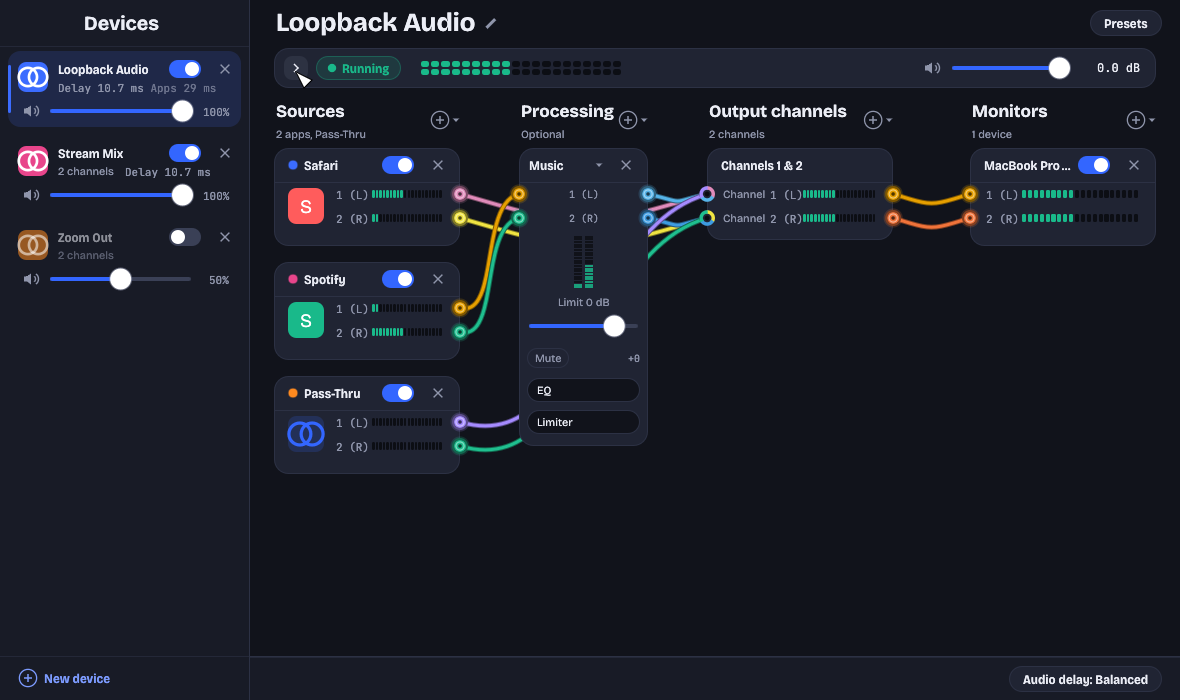 Devices
Loopback Audio
Delay 10.7 ms Apps 29 ms
100%
Stream Mix
2 channels Delay 10.7 ms
100%
Zoom Out
2 channels
50%
New device
Loopback Audio
Presets
Running
0.0 dB
Sources
2 apps, Pass-Thru
Processing
Optional
Output channels
2 channels
Monitors
1 device
Safari
S
1 (L)
2 (R)
Spotify
S
1 (L)
2 (R)
Pass-Thru
1 (L)
2 (R)
Music
1 (L)
2 (R)
Limit 0 dB
Mute +0
EQ
Limiter
Channels 1 & 2
Channel 1 (L)
Channel 2 (R)
MacBook Pro ...
1 (L)
2 (R)
Audio delay: Balanced